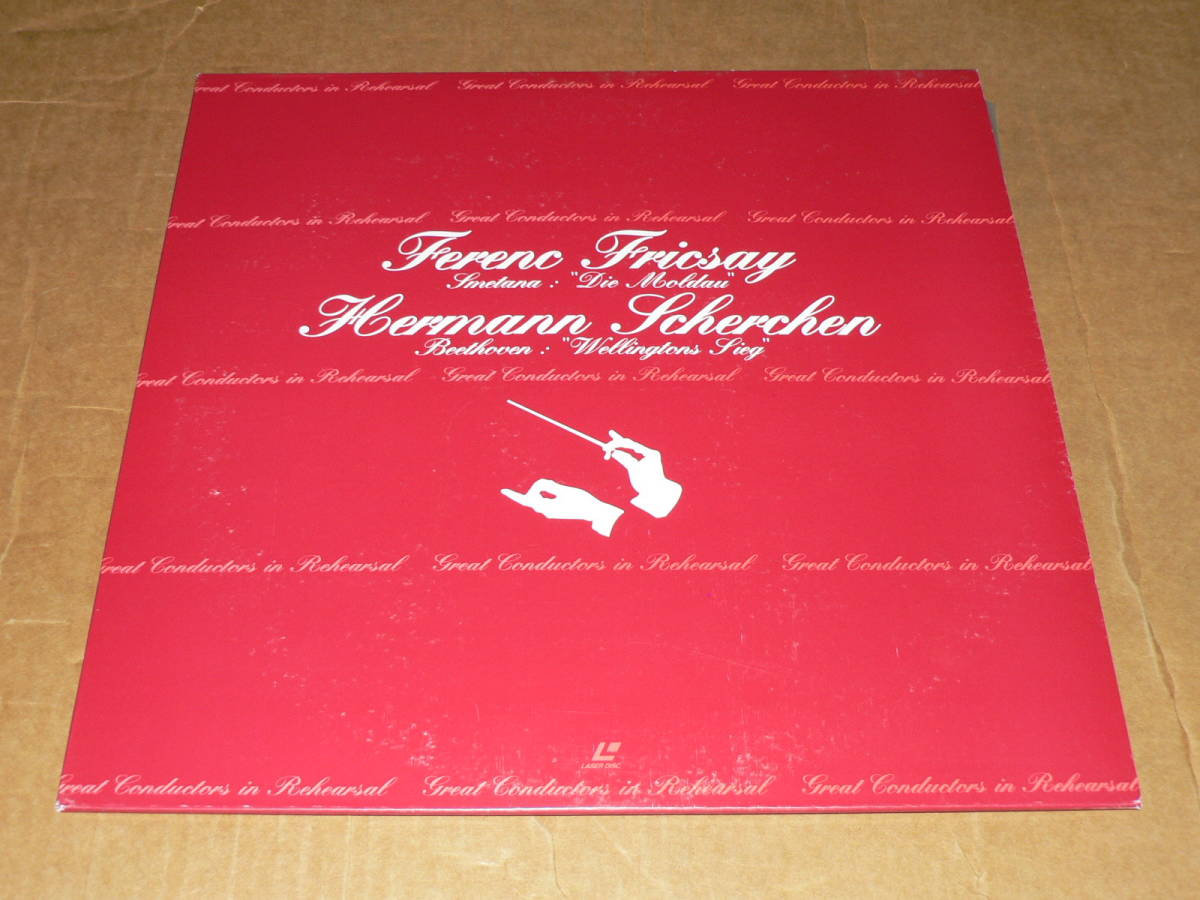 Great Conductors in Rehearsal Great Conductors in Rehearsal Great Conductors in Rehearsal
Great Conductors in Rehearsal Great Conductors in Rehearsal Great Conductors in Rehearsal
Ferenc Fricsay
Smetana : "Die Moldau"
Hermann Scherchen
Beethoven : "Wellingtons Sieg"
Great Conductors in Rehearsal Great Conductors in Rehearsal Great Conductors in Rehearsal
Great Conductors in Rehearsal Great Conductors in Rehearsal Great Conductors in Rehearsal
LASER DISC
Great Conductors in Rehearsal Great Conductors in Rehearsal Great Conductors in Rehearsal